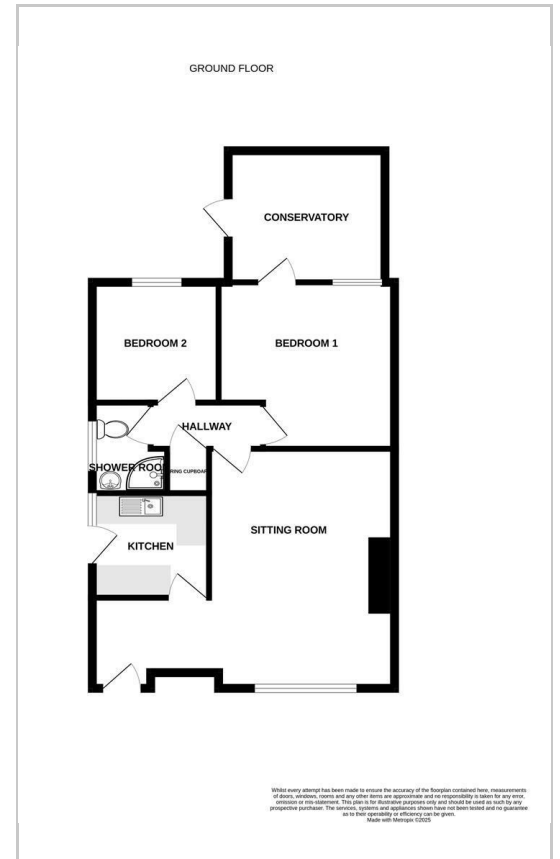 GROUND FLOOR
CONSERVATORY
BEDROOM 2
BEDROOM 1
HALLWAY
SHOWER ROO
RING CUPBOAR
SITTING ROOM
KITCHEN
Whilst every attempt has been made to ensure the accuracy of the floorplan contained here, measurements
of doors, windows, rooms and any other items are approximate and no responsibility is taken for any error,
omission or mis-statement. This plan is for illustrative purposes only and should be used as such by any
prospective purchaser. The services, systems and appliances shown have not been tested and no guarantee
as to their operability or efficiency can be given.
Made with Metropix ©2025